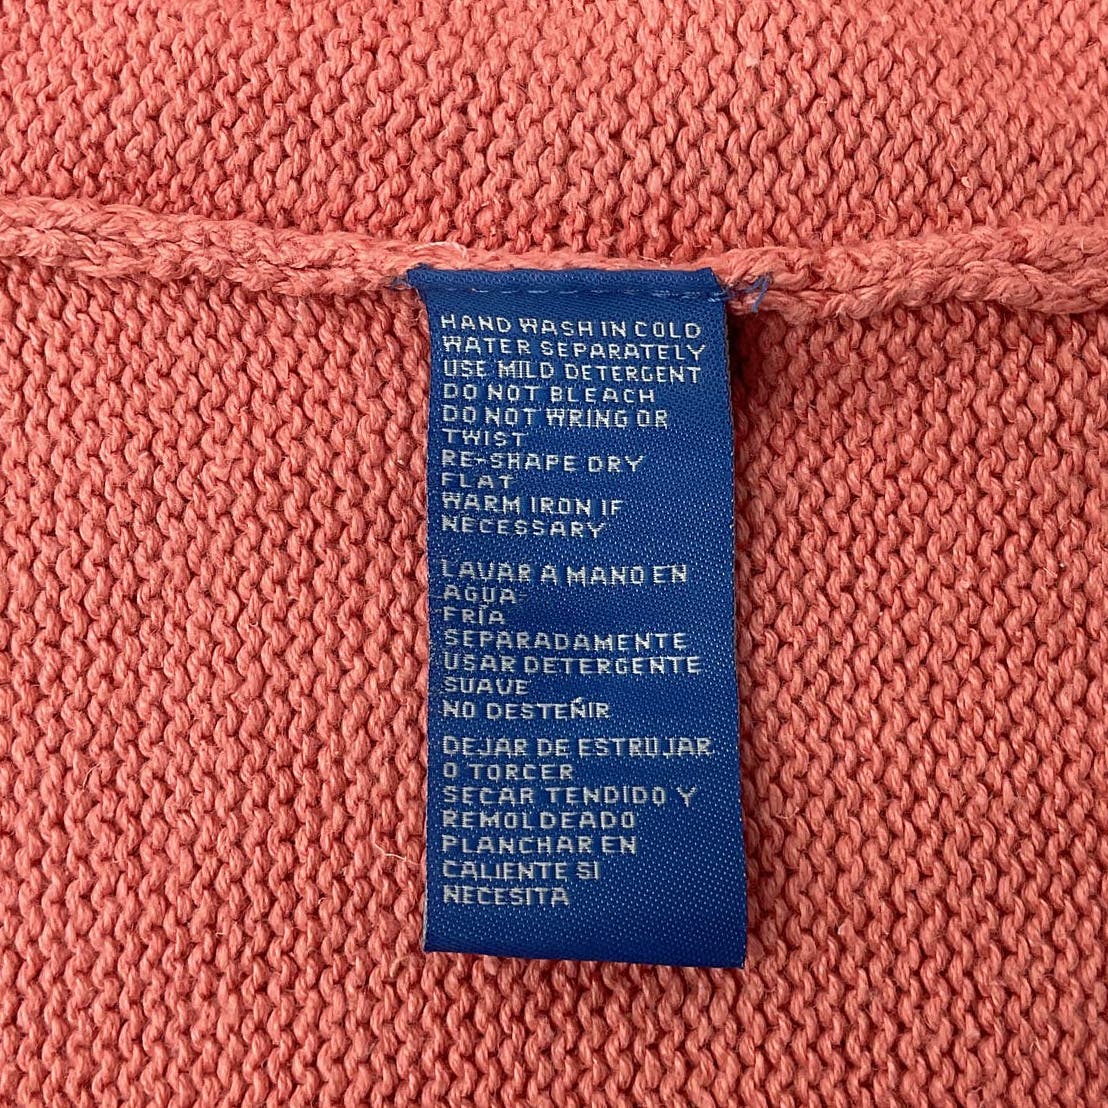 HAND WASH IN COLD
WATER SEPARATELY
USE MILD DETERGENT
DO NOT BLEACH
DO NOT WRING OR
TWIST
RE-SHAPE DRY
FLAT
WARM IRON IF
NECESSARY
LAVAR A MANO EN
AGUA
FRÍA
SEPARADAMENTE
USAR DETERGENTE
SUAVE
NO DESTEÑIR
DEJAR DE ESTRUJAR
O TORCER
SECAR TENDIDO Y
REMOLDEADO
PLANCHAR EN
CALIENTE SI
NECESITA